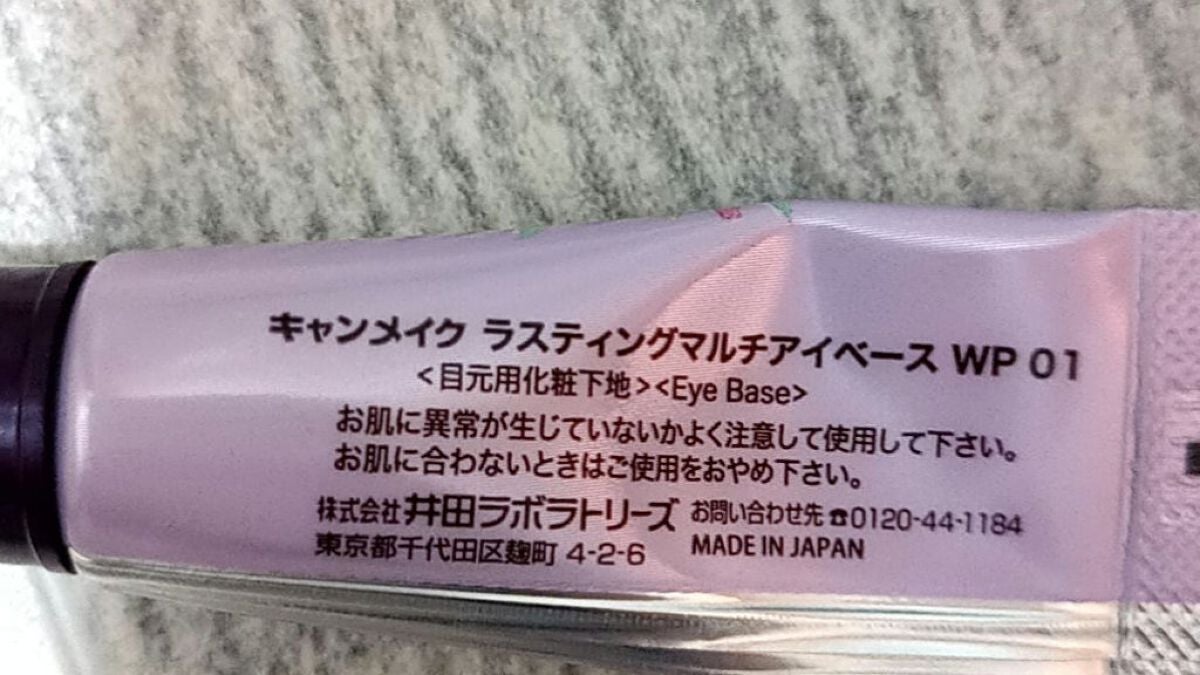 キャンメイク ラスティングマルチアイベース WP 01
<目元用化粧下地><Eye Base>
お肌に異常が生じていないかよく注意して使用して下さい。
お肌に合わないときはご使用をおやめ下さい。
株式会社 井田ラボラトリーズ お問い合わせ先☎0120-44-1184
東京都千代田区麹町 4-2-6 MADE IN JAPAN